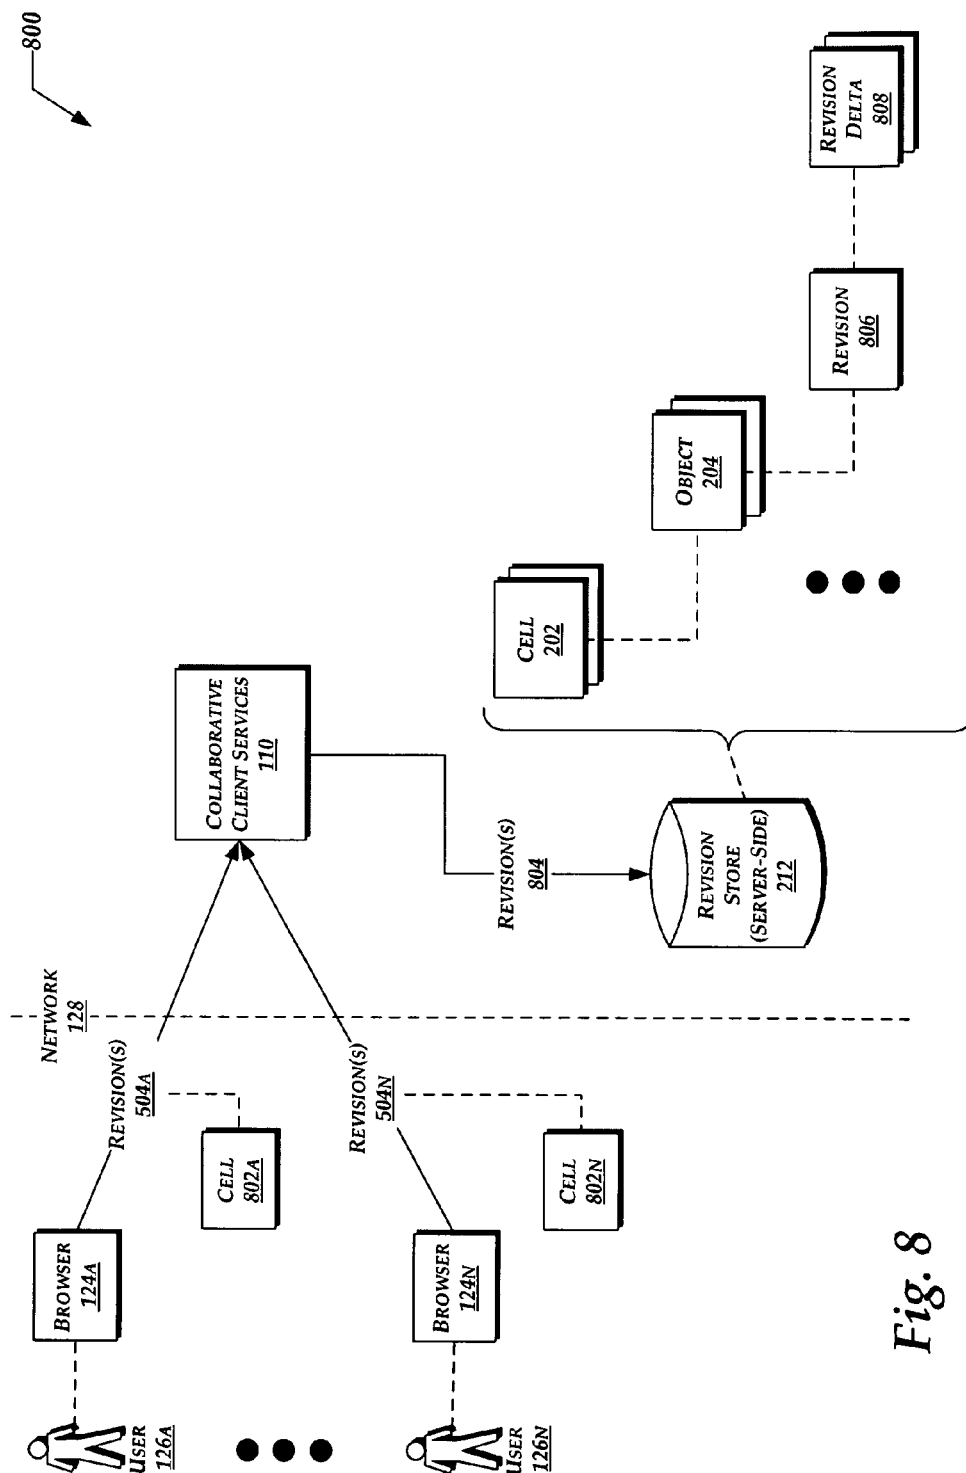 800
NETWORK
128
USER
126A
BROWSER
124A
REVISION(S)
504A
CELL
802A
USER
126N
BROWSER
124N
REVISION(S)
504N
CELL
802N
COLLABORATIVE
CLIENT SERVICES
110
REVISION(S)
804
REVISION
STORE
(SERVER-SIDE)
212
CELL
202
OBJECT
204
REVISION
806
REVISION
DELTA
808
Fig. 8